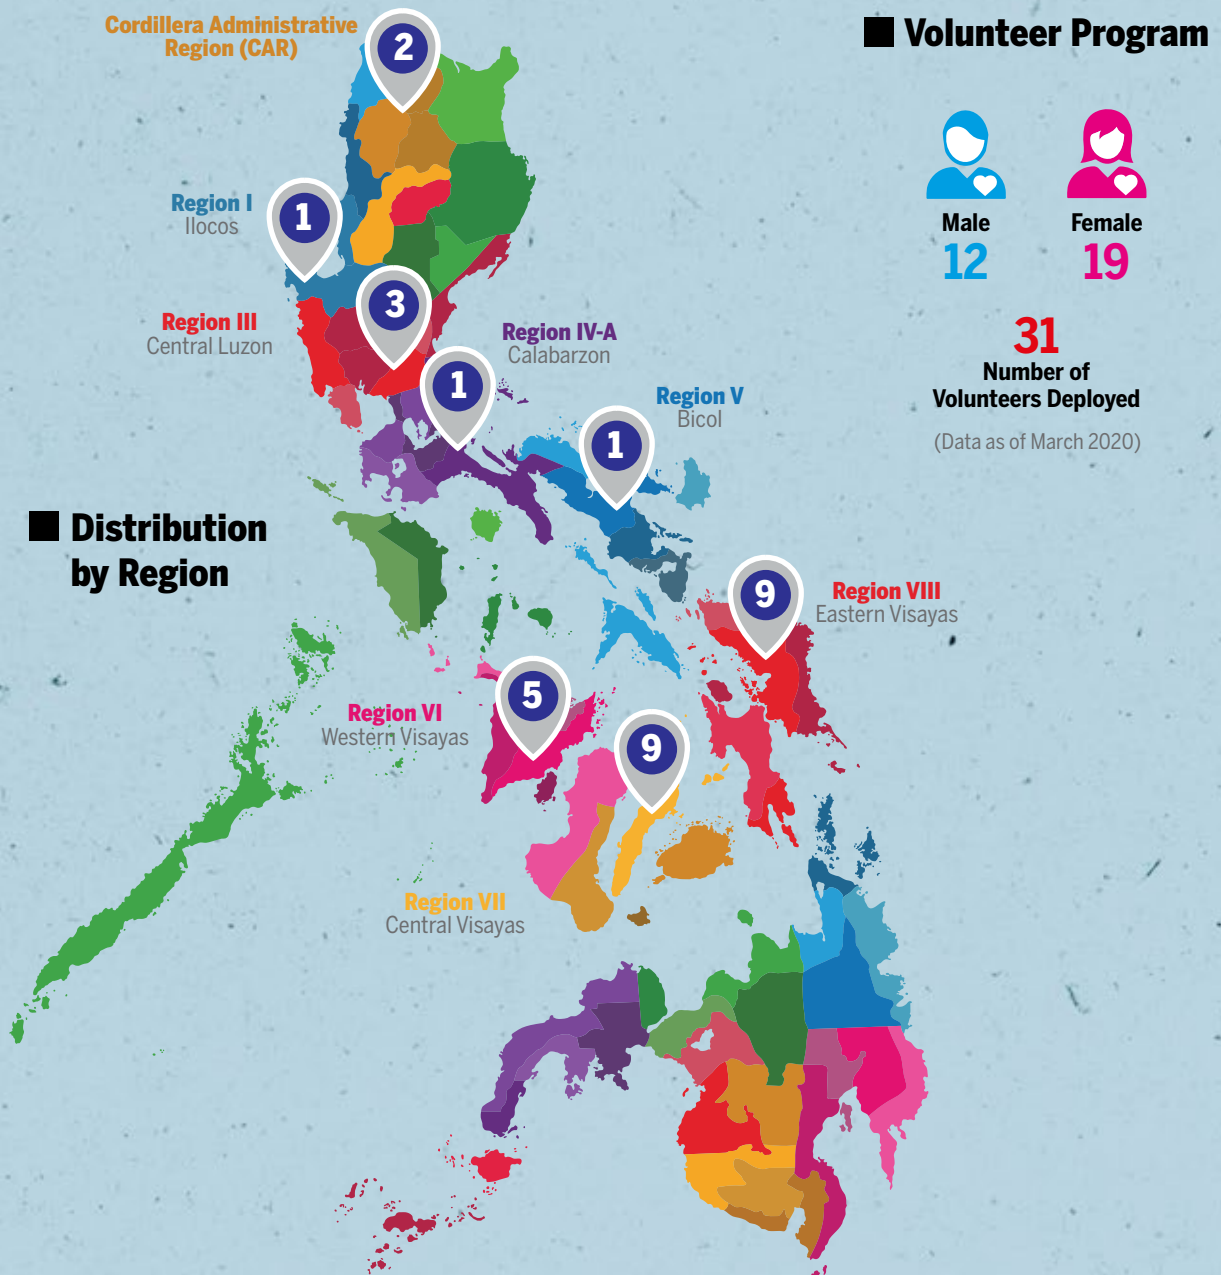 Cordillera Administrative
Region (CAR)
2
Volunteer Program
Male
12
Female
19
31
Number of
Volunteers Deployed
(Data as of March 2020)
Region I
Ilocos
1
Region III
Central Luzon
3
Region IV-A
Calabarzon
1
Region V
Bicol
1
Distribution
by Region
Region VIII
Eastern Visayas
9
Region VI
Western Visayas
5
9
Region VII
Central Visayas